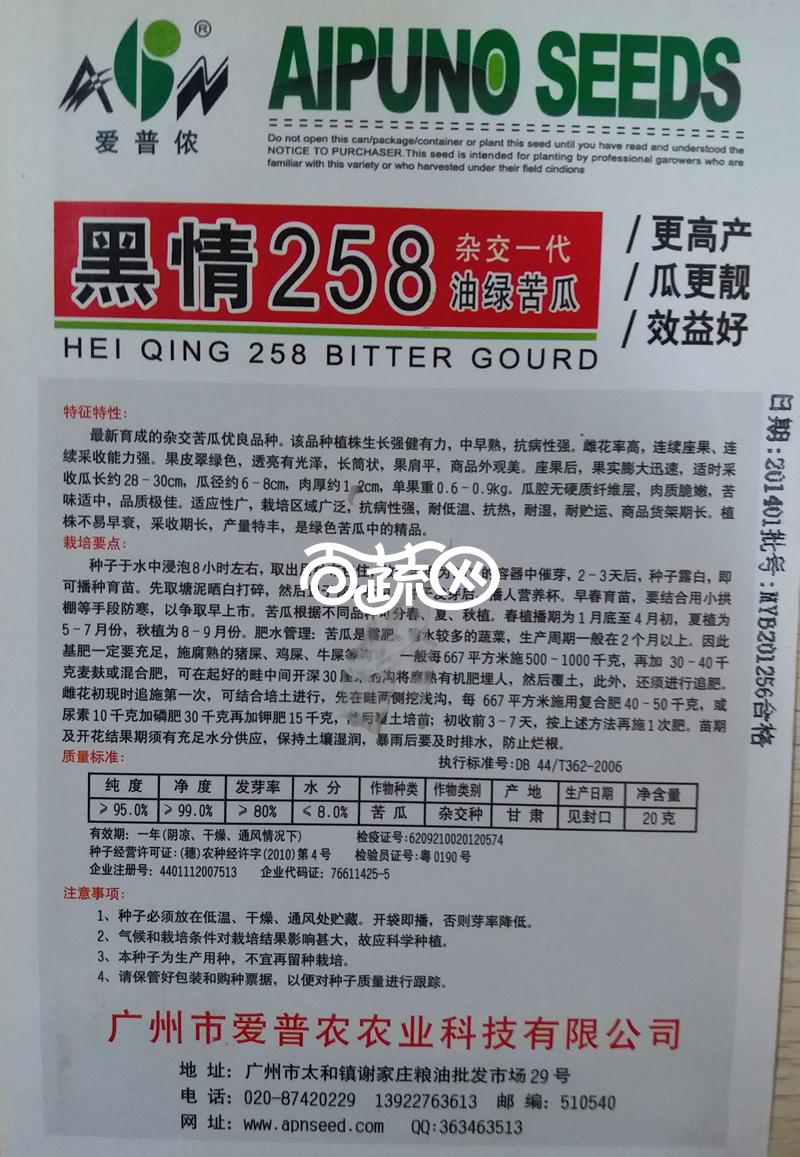 ®
爱普侬
AIPUNO SEEDS
Do not open this can/package/container or plant this seed until you have read and understood the
NOTICE TO PURCHASER.This seed is intended for planting by professional garowers who are
familiar with this variety or who harvested under their field cindions
黑情258 杂交一代
油绿苦瓜
/更高产
/瓜更靓
/效益好
HEI QING 258 BITTER GOURD
日期:201401批号:MYB201256合格
特征特性:
最新育成的杂交苦瓜优良品种。该品种植株生长强健有力，中早熟，抗病性强。雌花率高，连续座果、连
续采收能力强。果皮翠绿色，透亮有光泽，长筒状，果肩平，商品外观美。座果后，果实膨大迅速，适时采
收瓜长约28-30cm，瓜径约6-8cm，肉厚约1.2cm，单果重0.6-0.9kg。瓜腔无硬质纤维层，肉质脆嫩，苦
味适中，品质极佳。适应性广，栽培区域广泛，抗病性强，耐低温、抗热，耐湿，耐贮运、商品货架期长。植
株不易早衰，采收期长，产量特丰，是绿色苦瓜中的精品。
栽培要点:
种子于水中浸泡8小时左右，取出 的容器中催芽，2-3天后，种子露白，即
可播种育苗。先取塘泥晒白打碎，然后 发芽后 播人营养杯。早春育苗，要结合用小拱
棚等手段防寒，以争取早上市。苦瓜根据不同品种可分春、夏、秋植。春植播期为1月底至4月初，夏植为
5-7月份，秋植为8-9月份。肥水管理:苦瓜是需肥 水较多的蔬菜，生产周期一般在2个月以上。因此
基肥一定要充足，施腐熟的猪屎、鸡屎、牛屎等 一般每667平方米施500-1000千克，再加 30-40千
克麦麸或混合肥，可在起好的畦中间开深30厘米的沟将腐熟有机肥埋人，然后覆土，此外，还须进行追肥。
雌花初现时追施第一次，可结合培土进行，先在畦两侧挖浅沟，每 667平方米施用复合肥40-50千克，或
尿素10千克加磷肥30千克再加钾肥15千克，然后覆土培亩；初收前3-7天，按上述方法再施1次肥。苗期
及开花结果期须有充足水分供应，保持土壤湿润，暴雨后要及时排水，防止烂根。
百蔬网
质量标准: 执行标准号:DB 44/T362-2006
纯 度 净 度 发芽率 水 分 作物种类 作物类别 产 地 生产日期 净含量
≥95.0% ≥99.0% ≥80% ≤8.0% 苦 瓜 杂交种 甘 肃 见封口 20克
有效期: 一年(阴凉、干燥、通风情况下) 检疫证号:6209210020120574
种子经营许可证:(穗)农种经许字(2010)第4号 检验员证号:粤0190号
企业注册号: 4401112007513 企业代码证: 76611425-5
注意事项:
1、种子必须放在低温、干燥、通风处贮藏。开袋即播，否则芽率降低。
2、气候和栽培条件对栽培结果影响甚大，故应科学种植。
3、本种子为生产用种，不宜再留种栽培。
4、请保管好包装和购种票据，以便对种子质量进行跟踪。
广州市爱普农农业科技有限公司
地 址: 广州市太和镇谢家庄粮油批发市场29号
电 话: 020-87420229 13922763613 邮 编: 510540
网 址: www.apnseed.com QQ:363463513